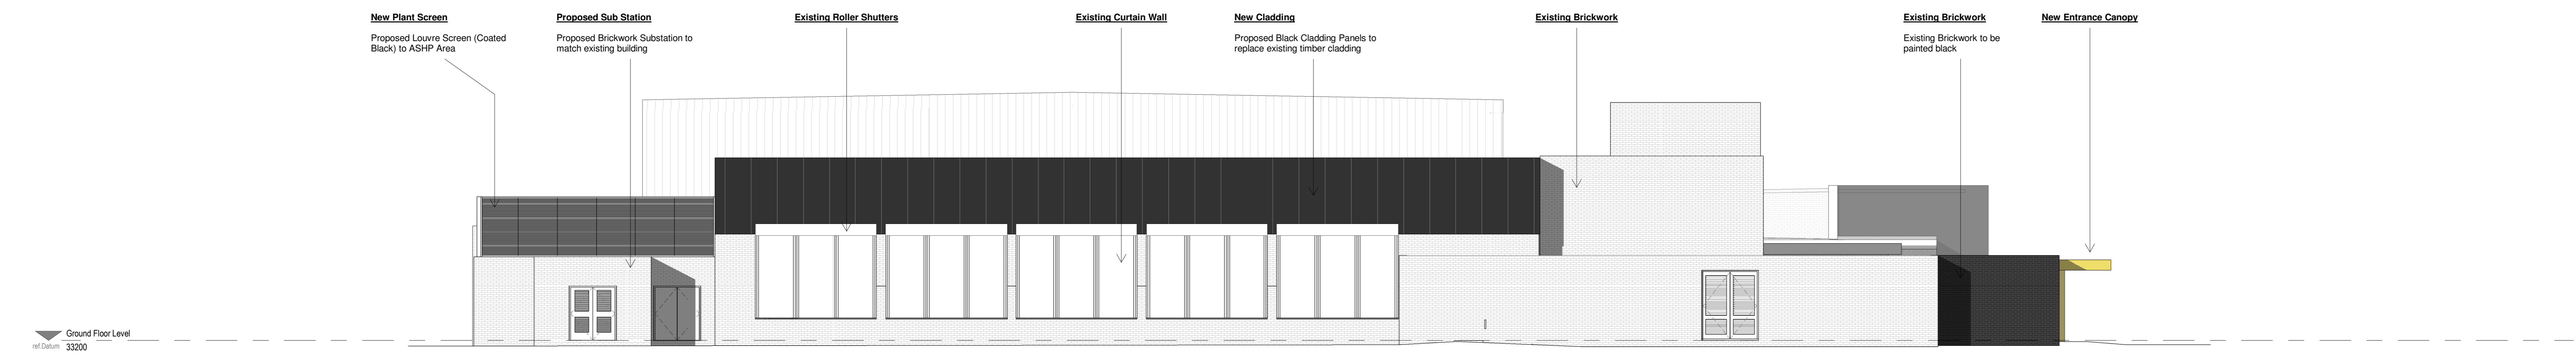 New Plant Screen
Proposed Louvre Screen (Coated
Black) to ASHP Area
Proposed Sub Station
Proposed Brickwork Substation to
match existing building
Existing Roller Shutters
Existing Curtain Wall
New Cladding
Proposed Black Cladding Panels to
replace existing timber cladding
Existing Brickwork
Existing Brickwork
Existing Brickwork to be
painted black
New Entrance Canopy
Ground Floor Level
ref.Datum 33200